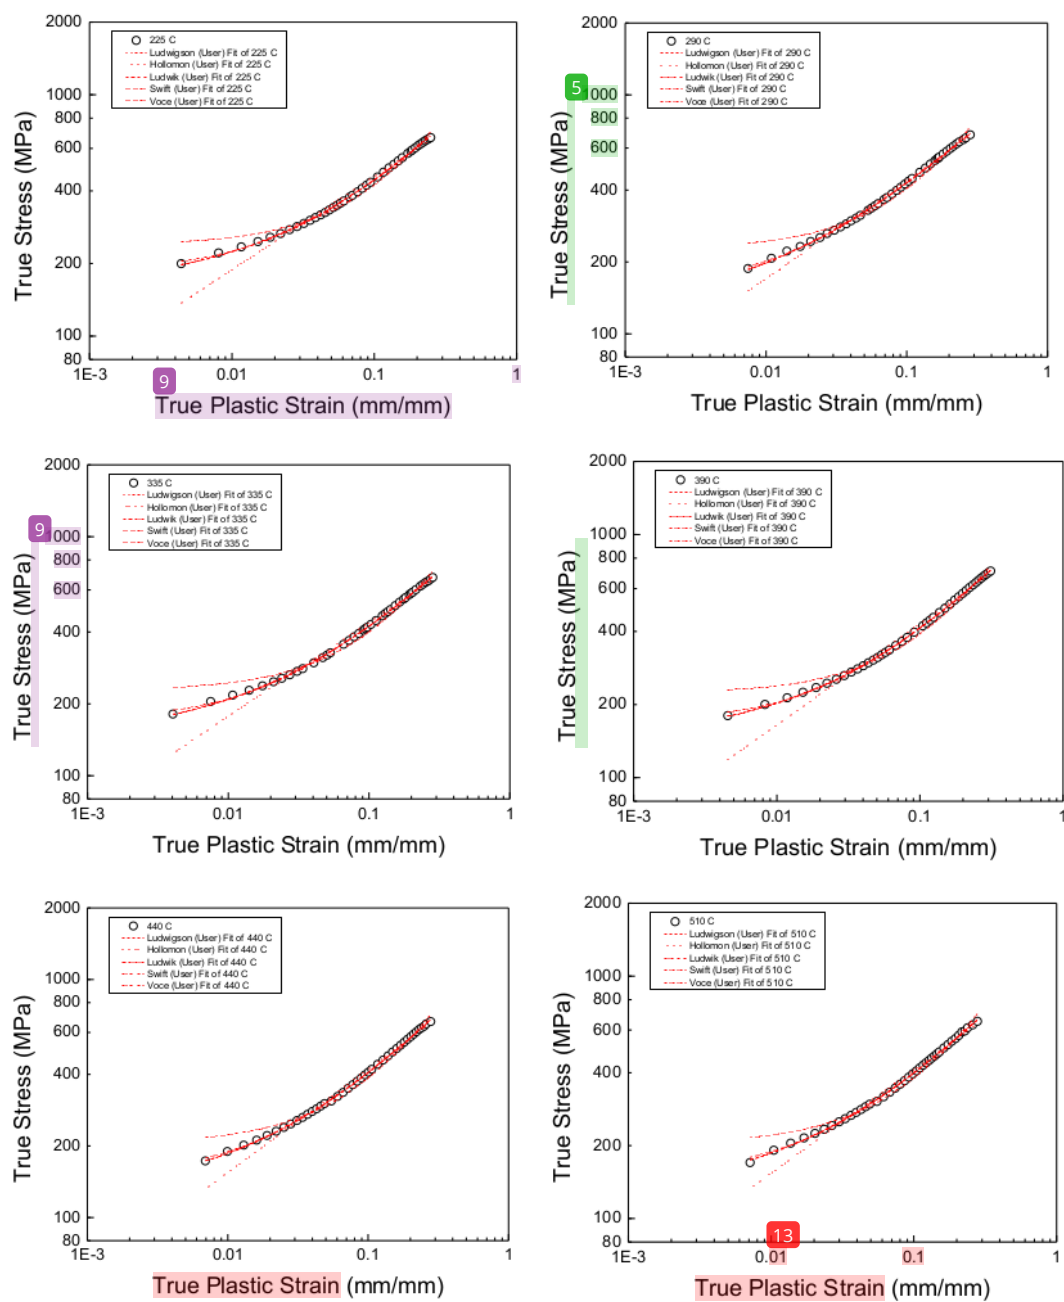 2000
1000
800
600
400
200
100
80
1E-3
0.01
0.1
1
225 C
Ludwigson (User) Fit of 225 C
Hollomon (User) Fit of 225 C
Ludwik (User) Fit of 225 C
Swift (User) Fit of 225 C
Voce (User) Fit of 225 C
True Stress (MPa)
9
True Plastic Strain (mm/mm)
2000
5
1000
800
600
400
200
100
80
1E-3
0.01
0.1
1
290 C
Ludwigson (User) Fit of 290 C
Hollomon (User) Fit of 290 C
Ludwik (User) Fit of 290 C
Swift (User) Fit of 290 C
Voce (User) Fit of 290 C
True Stress (MPa)
True Plastic Strain (mm/mm)
2000
9
1000
800
600
400
200
100
80
1E-3
0.01
0.1
1
335 C
Ludwigson (User) Fit of 335 C
Hollomon (User) Fit of 335 C
Ludwik (User) Fit of 335 C
Swift (User) Fit of 335 C
Voce (User) Fit of 335 C
True Stress (MPa)
True Plastic Strain (mm/mm)
2000
1000
800
600
400
200
100
80
1E-3
0.01
0.1
1
390 C
Ludwigson (User) Fit of 390 C
Hollomon (User) Fit of 390 C
Ludwik (User) Fit of 390 C
Swift (User) Fit of 390 C
Voce (User) Fit of 390 C
True Stress (MPa)
True Plastic Strain (mm/mm)
2000
1000
800
600
400
200
100
80
1E-3
0.01
0.1
1
440 C
Ludwigson (User) Fit of 440 C
Hollomon (User) Fit of 440 C
Ludwik (User) Fit of 440 C
Swift (User) Fit of 440 C
Voce (User) Fit of 440 C
True Stress (MPa)
True Plastic Strain (mm/mm)
2000
1000
800
600
400
200
100
80
1E-3
0.01
0.1
1
510 C
Ludwigson (User) Fit of 510 C
Hollomon (User) Fit of 510 C
Ludwik (User) Fit of 510 C
Swift (User) Fit of 510 C
Voce (User) Fit of 510 C
True Stress (MPa)
13
True Plastic Strain (mm/mm)